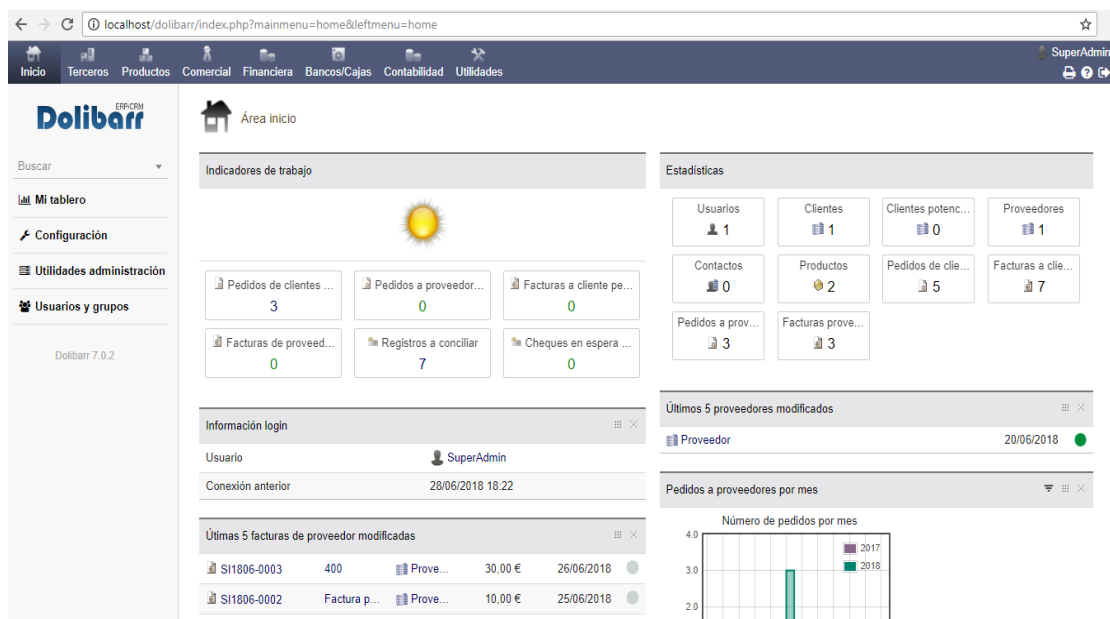 localhost/dolibarr/index.php?mainmenu=home&leftmenu=home
Inicio Terceros Productos Comercial Financiera Bancos/Cajas Contabilidad Utilidades SuperAdmin
Dolibarr ERP/CRM
Buscar
Mi tablero
Configuración
Utilidades administración
Usuarios y grupos
Dolibarr 7.0.2
Área inicio
Indicadores de trabajo
Pedidos de clientes ... Pedidos a proveedor... Facturas a cliente pe...
3 0 0
Facturas de proveed... Registros a conciliar Cheques en espera ...
0 7 0
Información login
Usuario SuperAdmin
Conexión anterior 28/06/2018 18:22
Útimas 5 facturas de proveedor modificadas
SI1806-0003 400 Prove... 30,00 € 26/06/2018
SI1806-0002 Factura p... Prove... 10,00 € 25/06/2018
Estadísticas
Usuarios Clientes Clientes potenc... Proveedores
1 1 0 1
Contactos Productos Pedidos de clie... Facturas a clie...
0 2 5 7
Pedidos a prov... Facturas prove...
3 3
Últimos 5 proveedores modificados
Proveedor 20/06/2018
Pedidos a proveedores por mes
Número de pedidos por mes
4.0
2017
2018
3.0
2.0